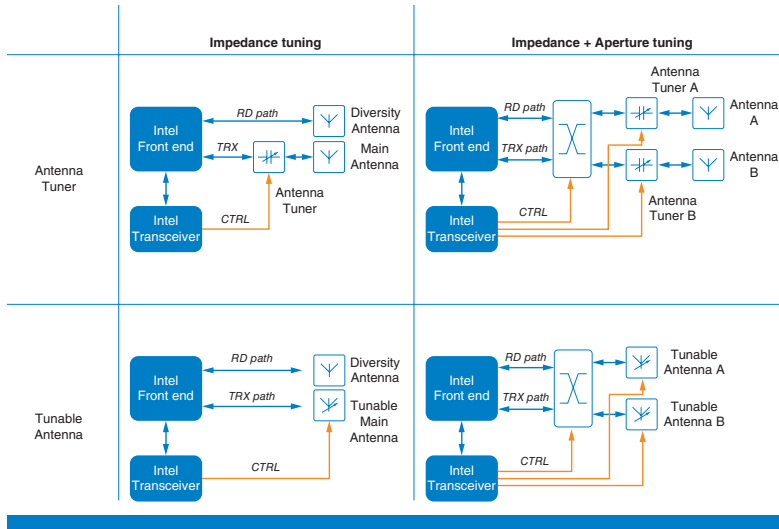 Impedance tuning
Impedance + Aperture tuning
Antenna
Tuner
Intel
Front end
RD path
Diversity
Antenna
TRX
Main
Antenna
Antenna
Tuner
Intel
Transceiver
CTRL
Intel
Front end
RD path
TRX path
Antenna
Tuner A
Antenna
A
Antenna
B
Antenna
Tuner B
Intel
Transceiver
CTRL
Tunable
Antenna
Intel
Front end
RD path
Diversity
Antenna
TRX path
Tunable
Main
Antenna
Intel
Transceiver
CTRL
Intel
Front end
RD path
TRX path
Tunable
Antenna A
Tunable
Antenna B
Intel
Transceiver
CTRL